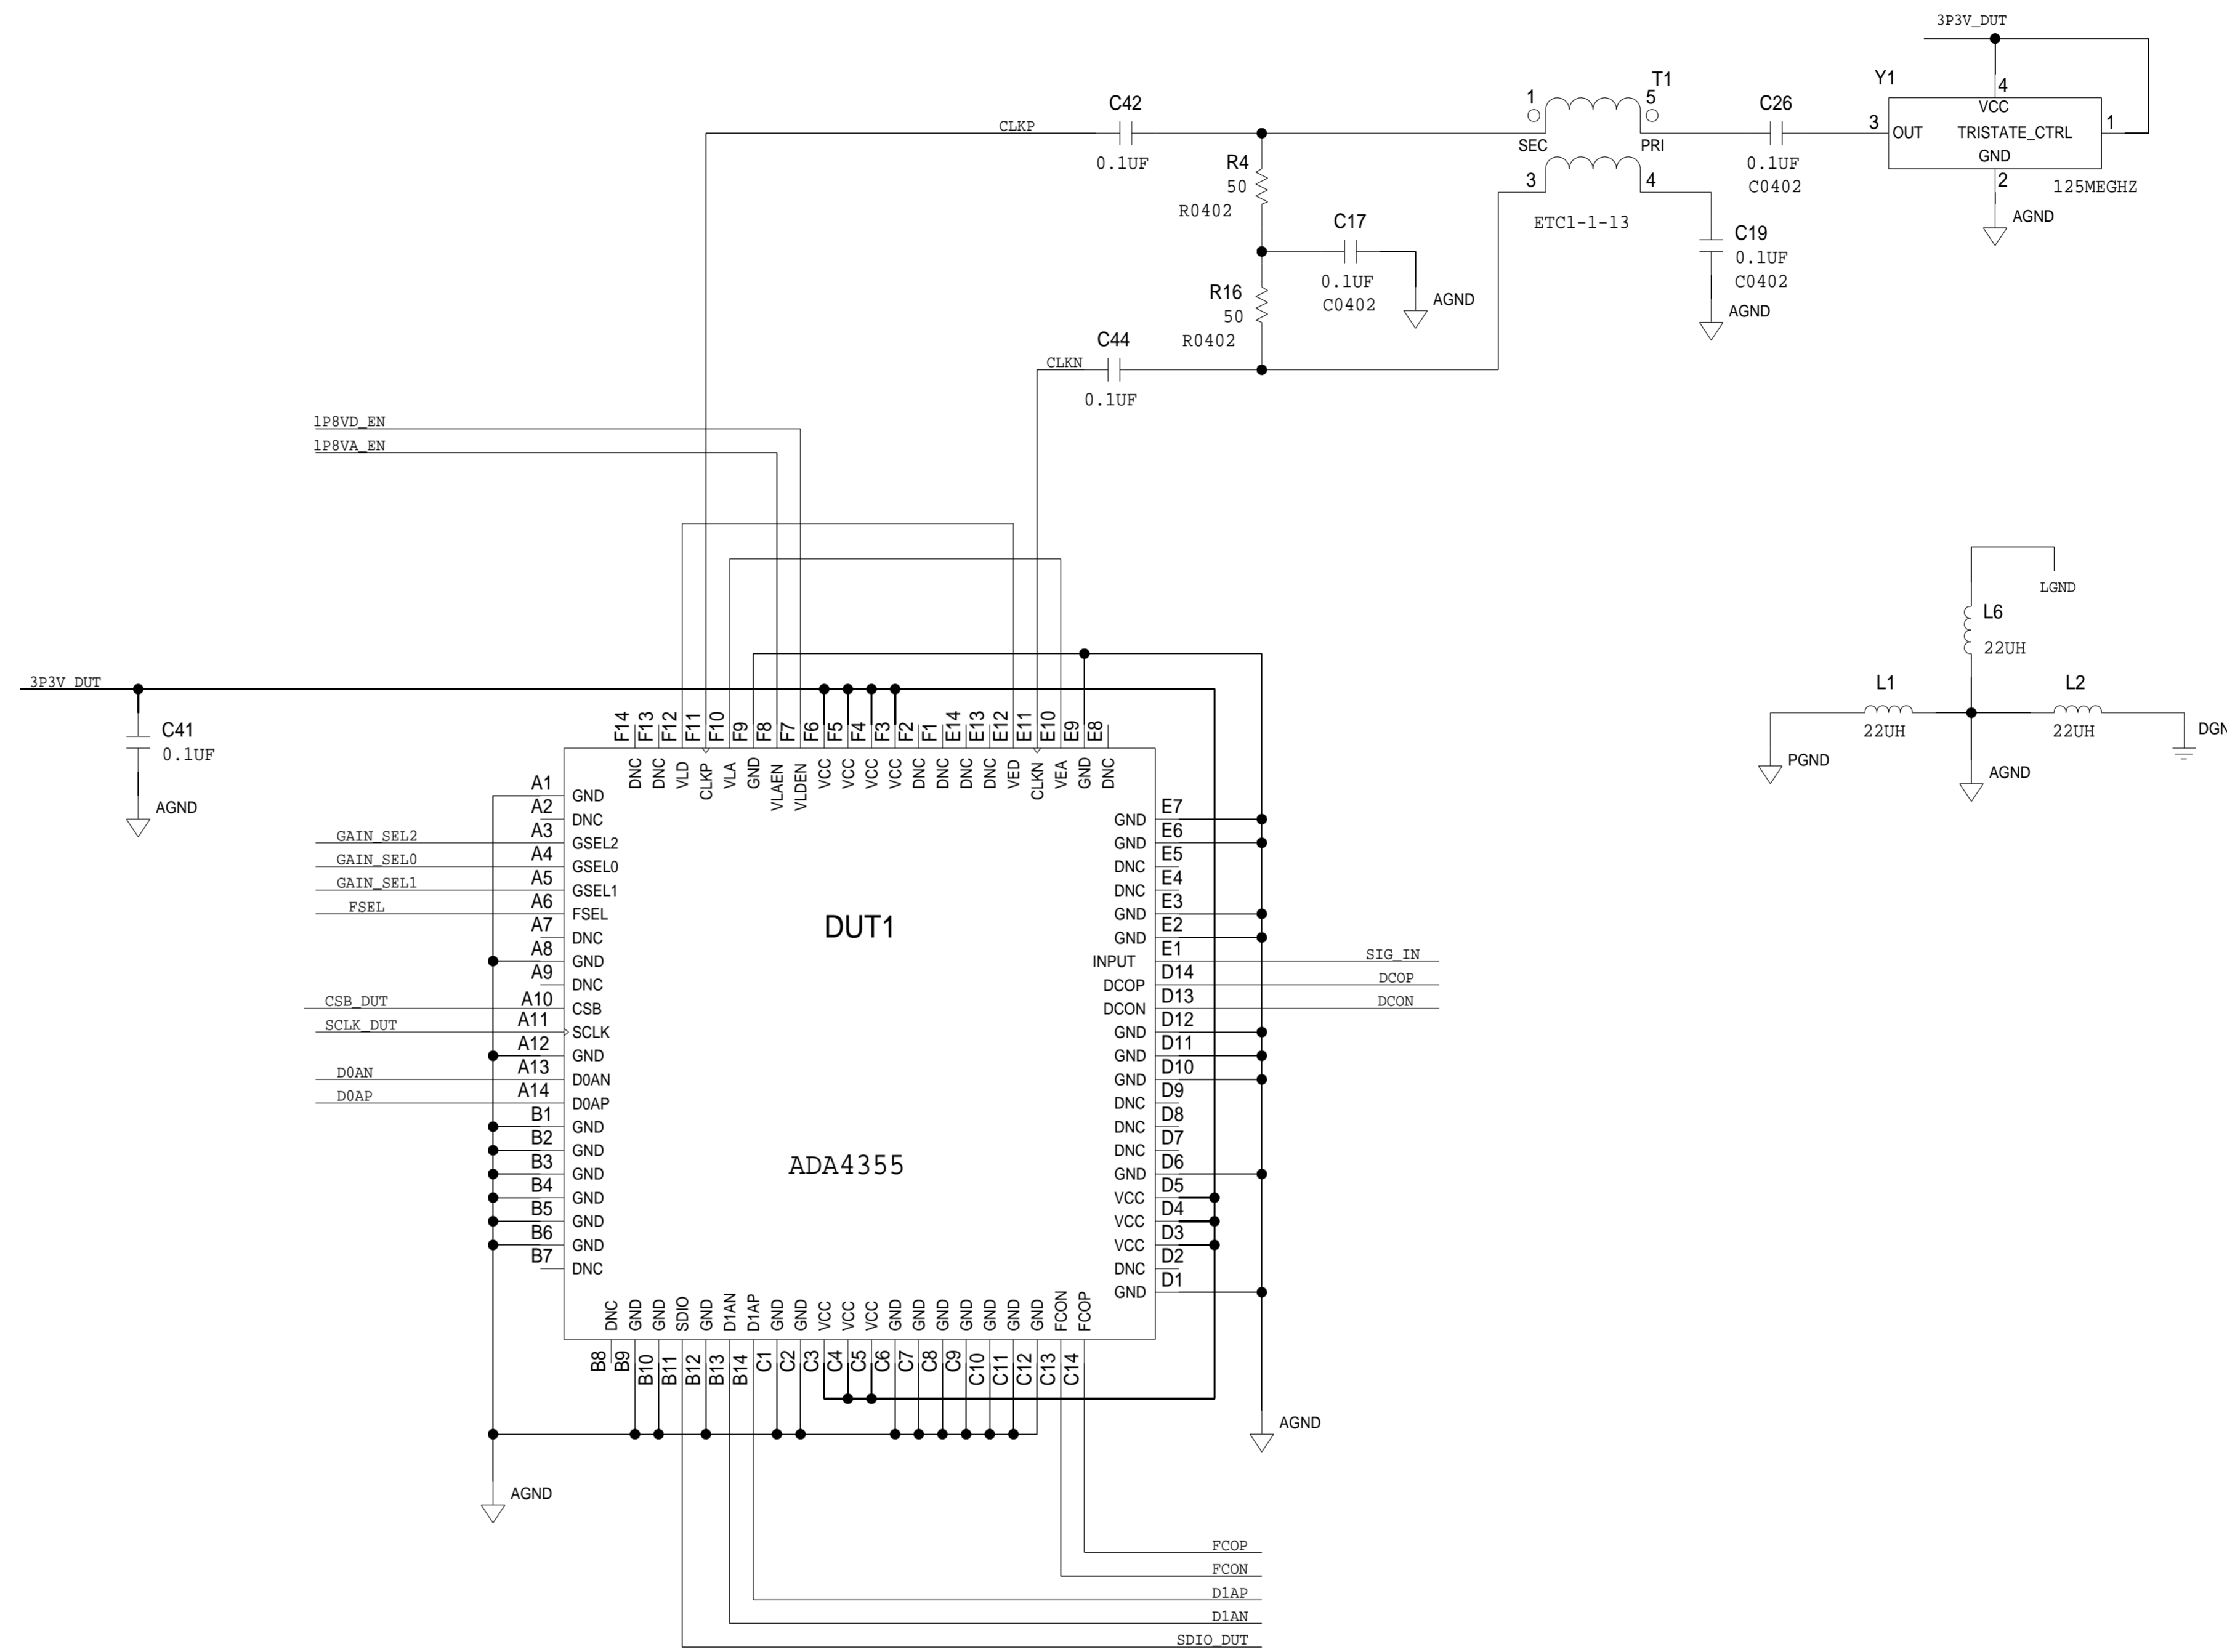 3P3V_DUT
Y1
4
VCC
3
OUT
TRISTATE_CTRL
1
GND
2
125MEGHZ
AGND
C26
0.1UF
C0402
T1
1
5
SEC
PRI
3
4
ETC1-1-13
C19
0.1UF
C0402
AGND
C42
CLKP
0.1UF
R4
50
R0402
C17
0.1UF
C0402
AGND
R16
50
R0402
C44
CLKN
0.1UF
1P8VD_EN
1P8VA_EN
LGND
L6
22UH
L1
22UH
L2
22UH
PGND
AGND
DGN
3P3V_DUT
C41
0.1UF
AGND
F14 F13 F12 F11 F10 F9 F8 F7 F6 F5 F4 F3 F2 F1 E14 E13 E12 E11 E10 E9 E8
DNC DNC VLD CLKP VLA GND VLAEN VLDEN VCC VCC VCC VCC DNC DNC DNC DNC VED CLKN VEA GND DNC
A1 GND
A2 DNC
GAIN_SEL2 A3 GSEL2
GAIN_SEL0 A4 GSEL0
GAIN_SEL1 A5 GSEL1
FSEL A6 FSEL
A7 DNC
A8 GND
A9 DNC
CSB_DUT A10 CSB
SCLK_DUT A11 SCLK
A12 GND
D0AN A13 D0AN
D0AP A14 D0AP
B1 GND
B2 GND
B3 GND
B4 GND
B5 GND
B6 GND
B7 DNC
DUT1
ADA4355
GND E7
GND E6
DNC E5
DNC E4
GND E3
GND E2
INPUT E1 SIG_IN
DCOP D14 DCOP
DCON D13 DCON
GND D12
GND D11
GND D10
DNC D9
DNC D8
DNC D7
GND D6
VCC D5
VCC D4
VCC D3
DNC D2
GND D1
DNC GND GND SDIO GND D1AN D1AP GND GND VCC VCC VCC GND GND GND GND GND GND GND FCON FCOP
B8 B9 B10 B11 B12 B13 B14 C1 C2 C3 C4 C5 C6 C7 C8 C9 C10 C11 C12 C13 C14
AGND
AGND
FCOP
FCON
D1AP
D1AN
SDIO_DUT